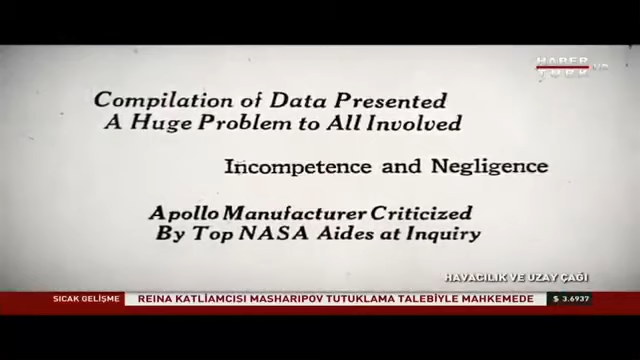 HABER
TÜRK TV
Compilation of Data Presented
A Huge Problem to All Involved
Incompetence and Negligence
Apollo Manufacturer Criticized
By Top NASA Aides at Inquiry
HAVACILIK VE UZAY ÇAĞI
SICAK GELİŞME REINA KATLİAMCISI MASHARIPOV TUTUKLAMA TALEBİYLE MAHKEMEDE $ 3.6937